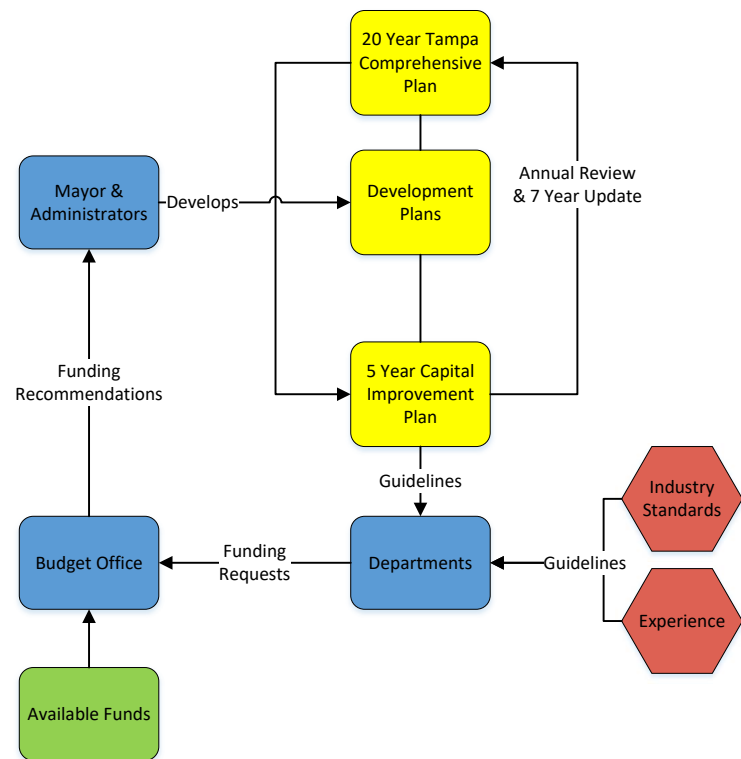 20 Year Tampa
Comprehensive
Plan
Annual Review
& 7 Year Update
Mayor &
Administrators
Develops
Development
Plans
Funding
Recommendations
5 Year Capital
Improvement
Plan
Guidelines
Industry
Standards
Budget Office
Funding
Requests
Departments
Guidelines
Experience
Available Funds